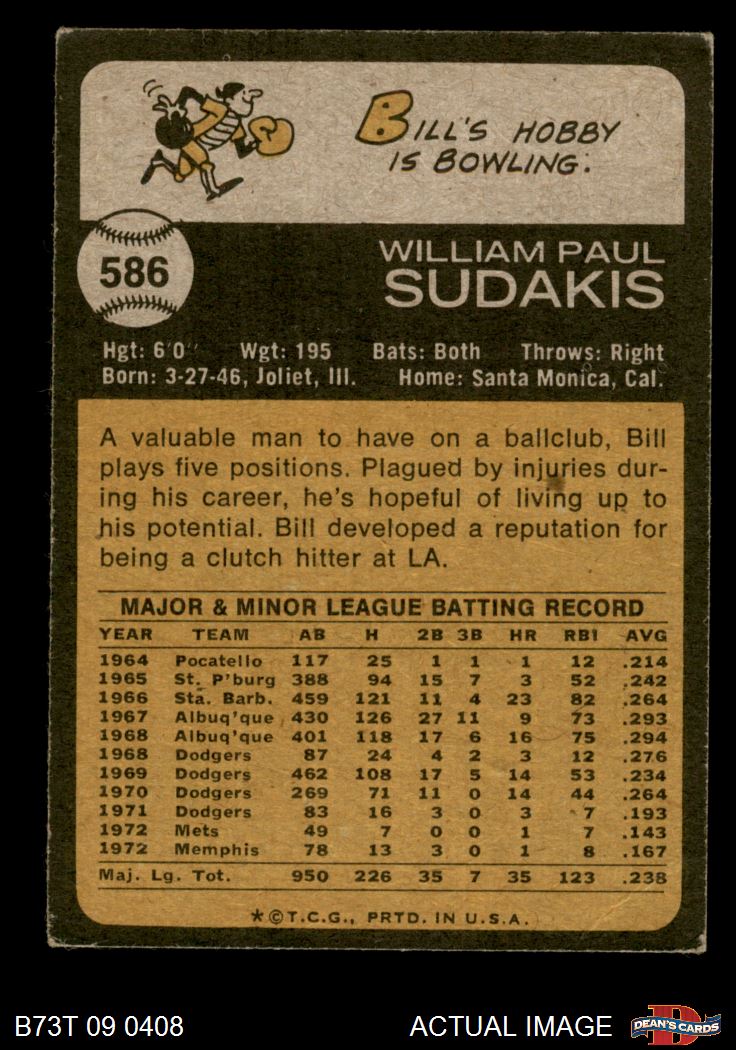 BILL'S HOBBY
IS BOWLING.
586
WILLIAM PAUL
SUDAKIS
Hgt: 6'0" Wgt: 195 Bats: Both Throws: Right
Born: 3-27-46, Joliet, Ill. Home: Santa Monica, Cal.
A valuable man to have on a ballclub, Bill
plays five positions. Plagued by injuries dur-
ing his career, he's hopeful of living up to
his potential. Bill developed a reputation for
being a clutch hitter at LA.
MAJOR & MINOR LEAGUE BATTING RECORD
YEAR TEAM AB H 2B 3B HR RBI AVG
1964 Pocatello 117 25 1 1 1 12 .214
1965 St. P'burg 388 94 15 7 3 52 .242
1966 Sta. Barb. 459 121 11 4 23 82 .264
1967 Albuq'que 430 126 27 11 9 73 .293
1968 Albuq'que 401 118 17 6 16 75 .294
1968 Dodgers 87 24 4 2 3 12 .276
1969 Dodgers 462 108 17 5 14 53 .234
1970 Dodgers 269 71 11 0 14 44 .264
1971 Dodgers 83 16 3 0 3 7 .193
1972 Mets 49 7 0 0 1 7 .143
1972 Memphis 78 13 3 0 1 8 .167
Maj. Lg. Tot. 950 226 35 7 35 123 .238
*©T.C.G., PRTD. IN U.S.A.
B73T 09 0408 ACTUAL IMAGE D DEAN'S CARDS